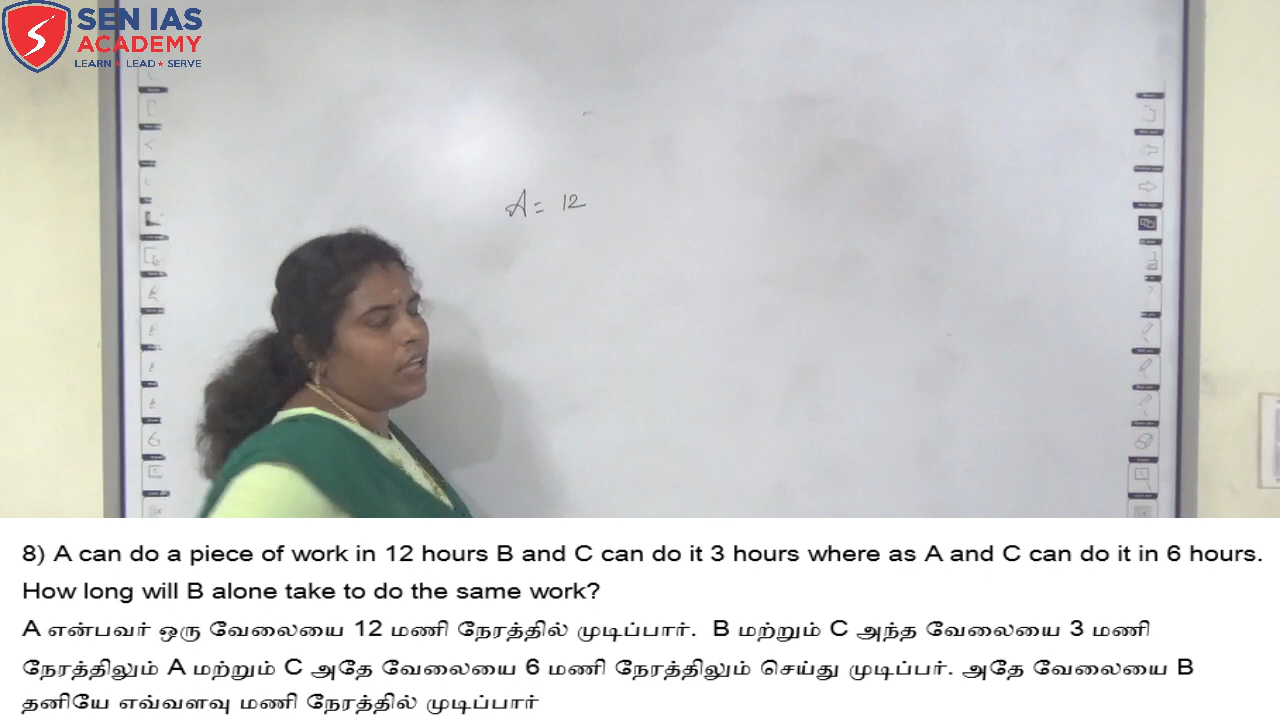 SEN IAS
ACADEMY
LEARN ★ LEAD ★ SERVE
A = 12
8) A can do a piece of work in 12 hours B and C can do it 3 hours where as A and C can do it in 6 hours.
How long will B alone take to do the same work?
A என்பவர் ஒரு வேலையை 12 மணி நேரத்தில் முடிப்பார். B மற்றும் C அந்த வேலையை 3 மணி
நேரத்திலும் A மற்றும் C அதே வேலையை 6 மணி நேரத்திலும் செய்து முடிப்பர். அதே வேலையை B
தனியே எவ்வளவு மணி நேரத்தில் முடிப்பார்